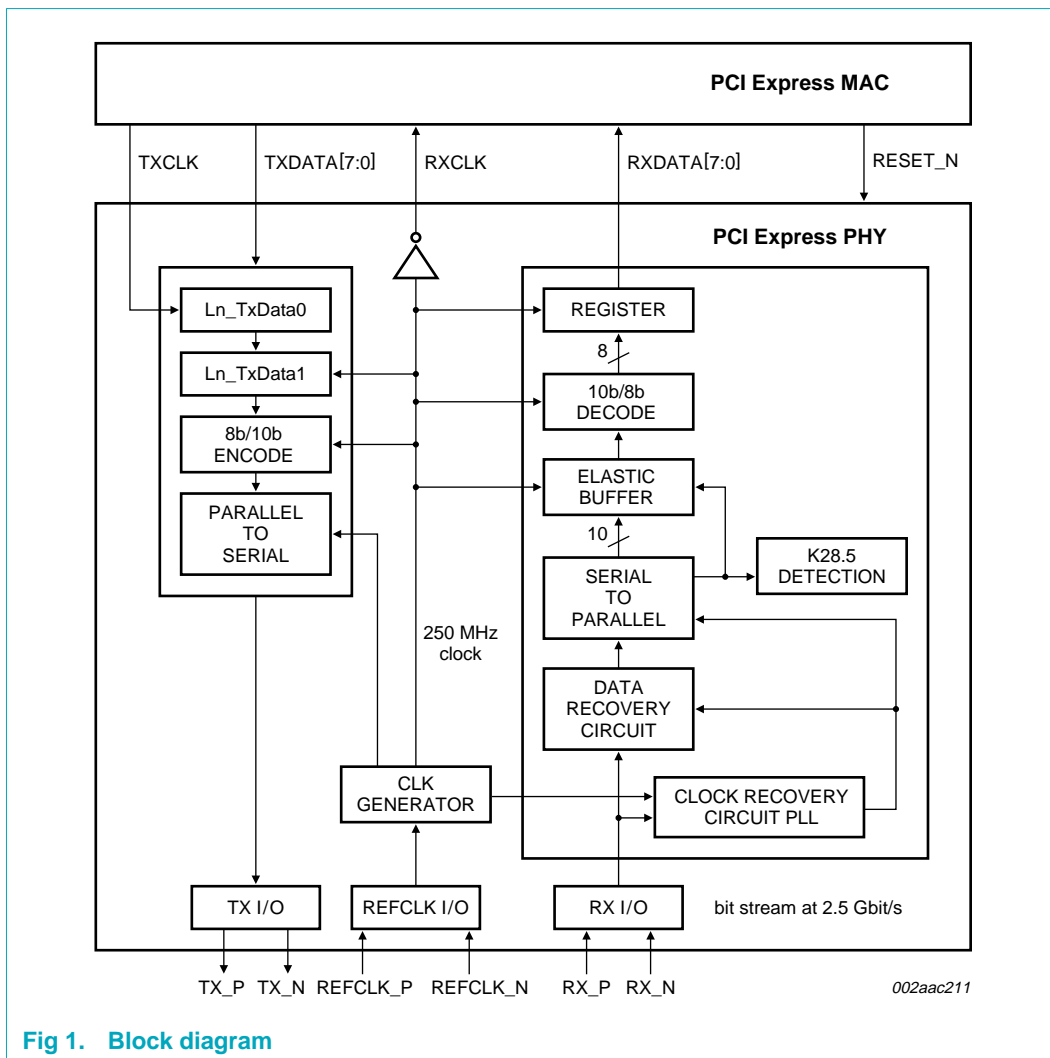 PCI Express MAC
TXCLK
TXDATA[7:0]
RXCLK
RXDATA[7:0]
RESET_N
PCI Express PHY
Ln_TxData0
Ln_TxData1
8b/10b
ENCODE
PARALLEL
TO
SERIAL
REGISTER
8
10b/8b
DECODE
ELASTIC
BUFFER
10
K28.5
DETECTION
SERIAL
TO
PARALLEL
250 MHz
clock
DATA
RECOVERY
CIRCUIT
CLK
GENERATOR
CLOCK RECOVERY
CIRCUIT PLL
TX I/O
REFCLK I/O
RX I/O
bit stream at 2.5 Gbit/s
TX_P
TX_N
REFCLK_P
REFCLK_N
RX_P
RX_N
002aac211
Fig 1. Block diagram